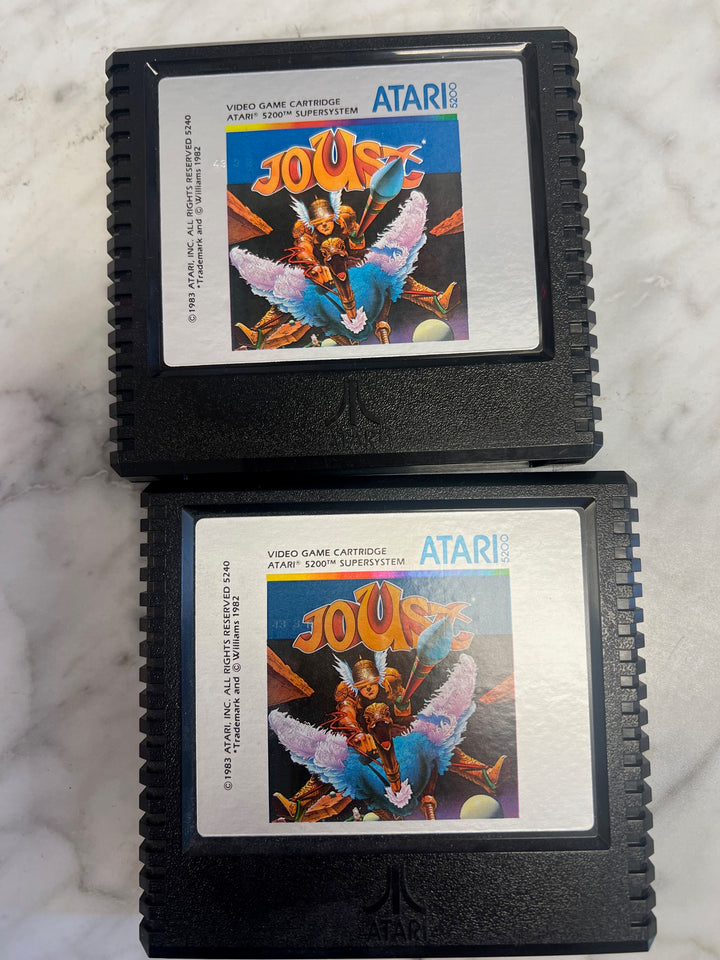 VIDEO GAME CARTRIDGE
ATARI® 5200™ SUPERSYSTEM
ATARI
5200
©1983 ATARI, INC. ALL RIGHTS RESERVED 5240
*Trademark and © Williams 1982
JOUST*
ATARI
VIDEO GAME CARTRIDGE
ATARI® 5200™ SUPERSYSTEM
ATARI
5200
©1983 ATARI, INC. ALL RIGHTS RESERVED 5240
*Trademark and © Williams 1982
JOUST*
ATARI